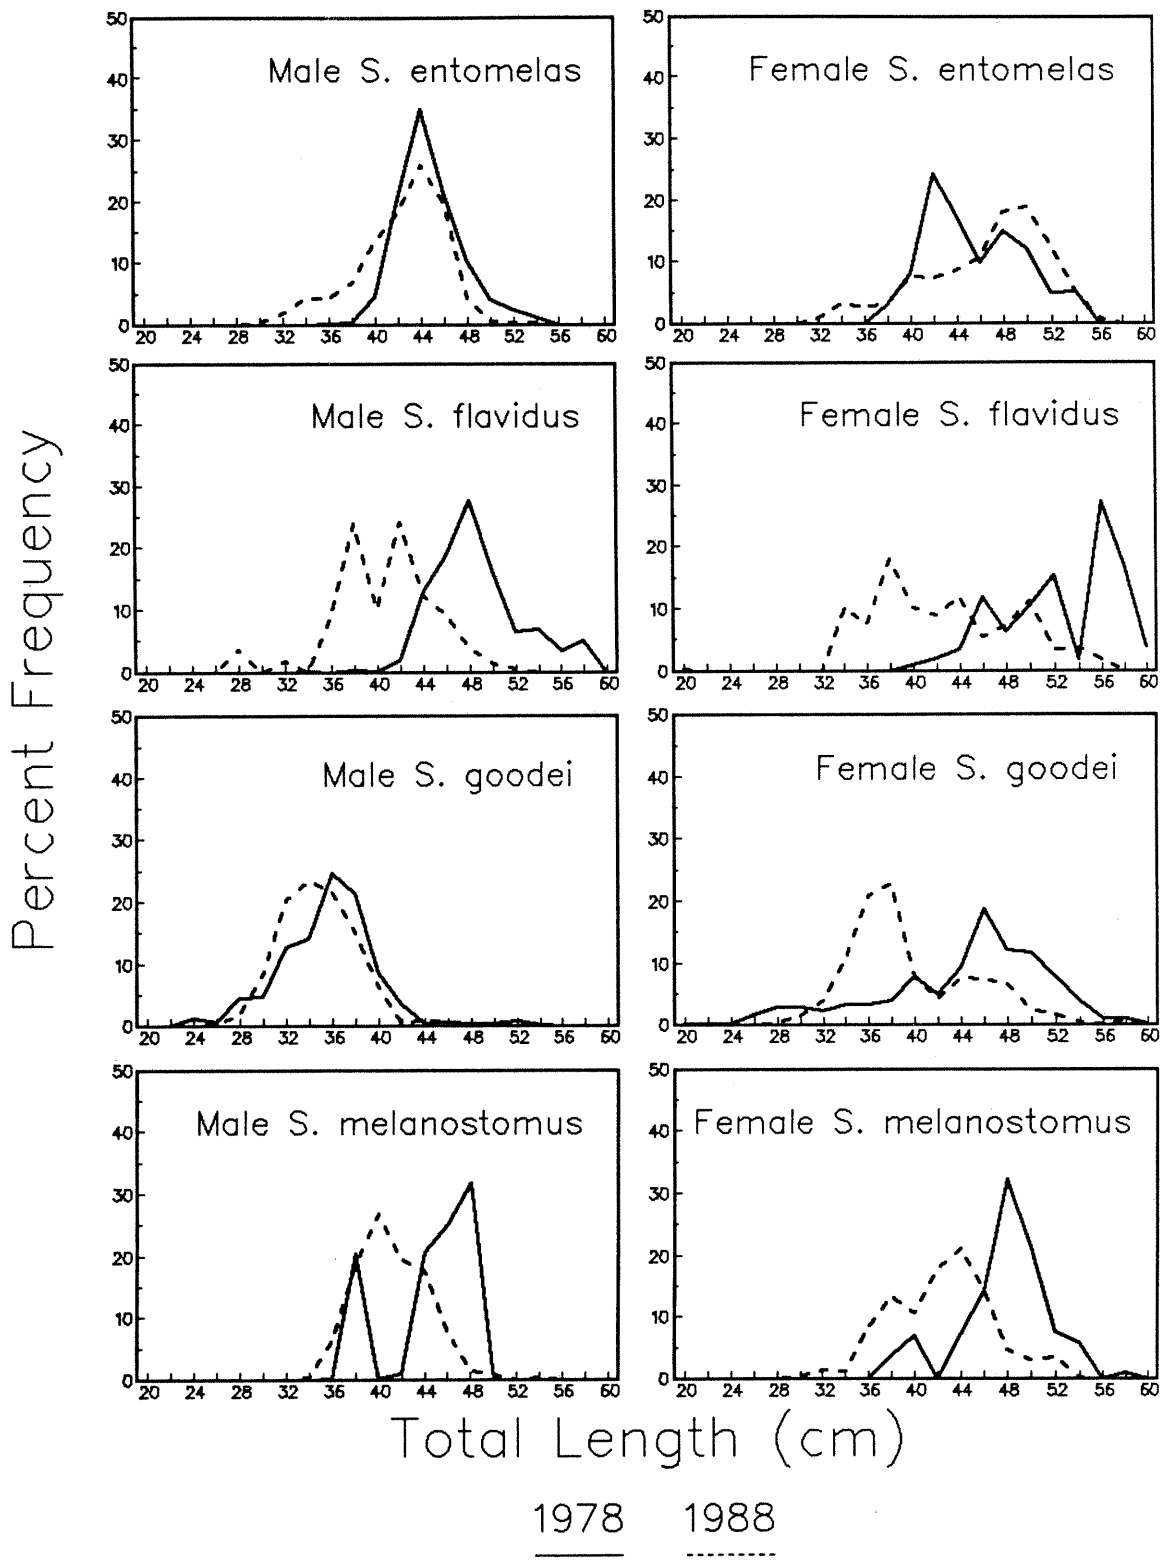 Percent Frequency
Male S. entomelas
50
40
30
20
10
0
20 24 28 32 36 40 44 48 52 56 60
Female S. entomelas
50
40
30
20
10
0
20 24 28 32 36 40 44 48 52 56 60
Male S. flavidus
50
40
30
20
10
0
20 24 28 32 36 40 44 48 52 56 60
Female S. flavidus
50
40
30
20
10
0
20 24 28 32 36 40 44 48 52 56 60
Male S. goodei
50
40
30
20
10
0
20 24 28 32 36 40 44 48 52 56 60
Female S. goodei
50
40
30
20
10
0
20 24 28 32 36 40 44 48 52 56 60
Male S. melanostomus
50
40
30
20
10
0
20 24 28 32 36 40 44 48 52 56 60
Female S. melanostomus
50
40
30
20
10
0
20 24 28 32 36 40 44 48 52 56 60
Total Length (cm)
1978 1988